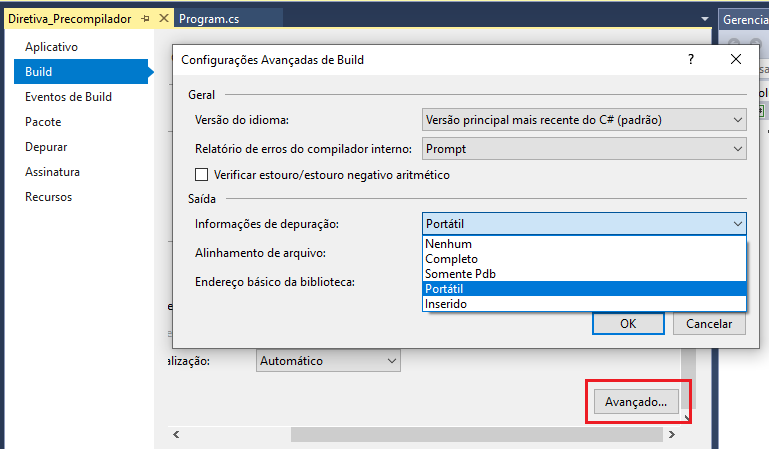 Diretiva_Precompilador
Program.cs
Gerencia
Aplicativo
Build
Eventos de Build
Pacote
Depurar
Assinatura
Recursos
Configurações Avançadas de Build
?
Geral
Versão do idioma:
Versão principal mais recente do C# (padrão)
Relatório de erros do compilador interno:
Prompt
Verificar estouro/estouro negativo aritmético
Saída
Informações de depuração:
Portátil
Nenhum
Alinhamento de arquivo:
Completo
Somente Pdb
Endereço básico da biblioteca:
Portátil
Inserido
OK
Cancelar
alização:
Automático
Avançado...